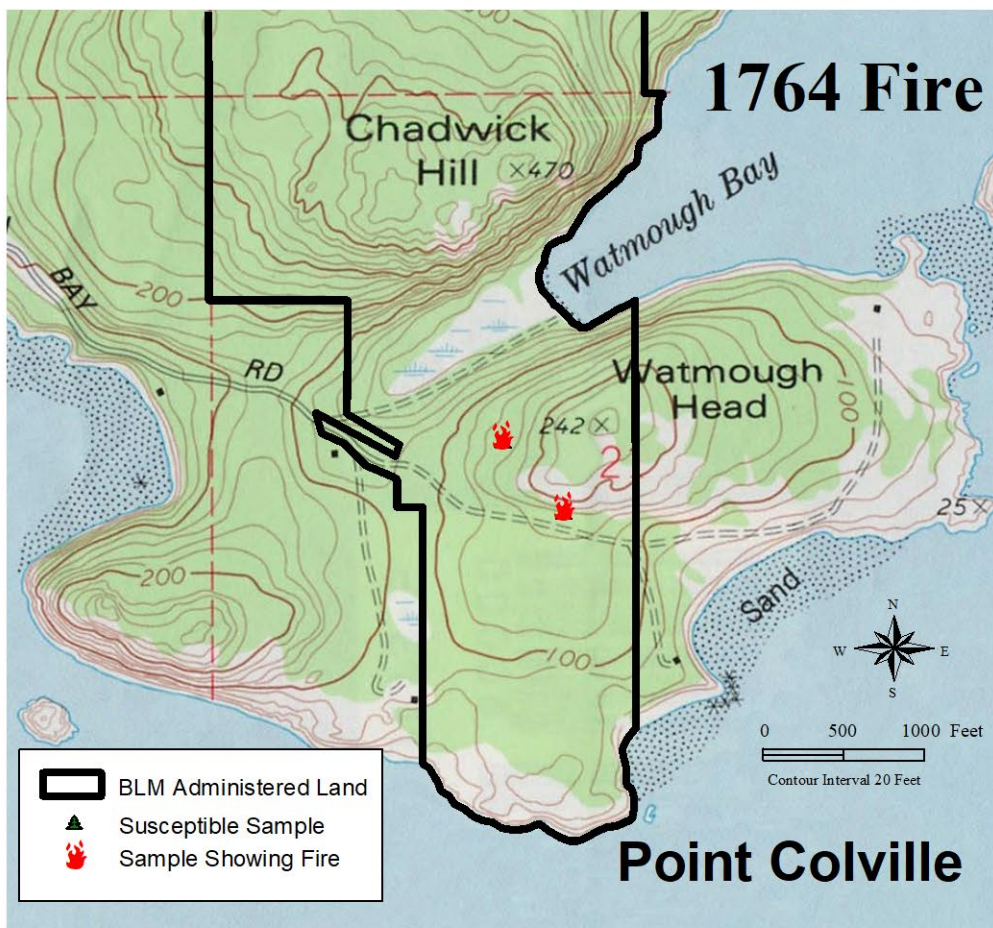 1764 Fire
Chadwick
Hill
×470
Watmough Bay
BAY
RD
200
Watmough
Head
242×
2
100
25×
200
Sand
100
N
W
E
S
0 500 1000 Feet
Contour Interval 20 Feet
BLM Administered Land
Susceptible Sample
Sample Showing Fire
Point Colville